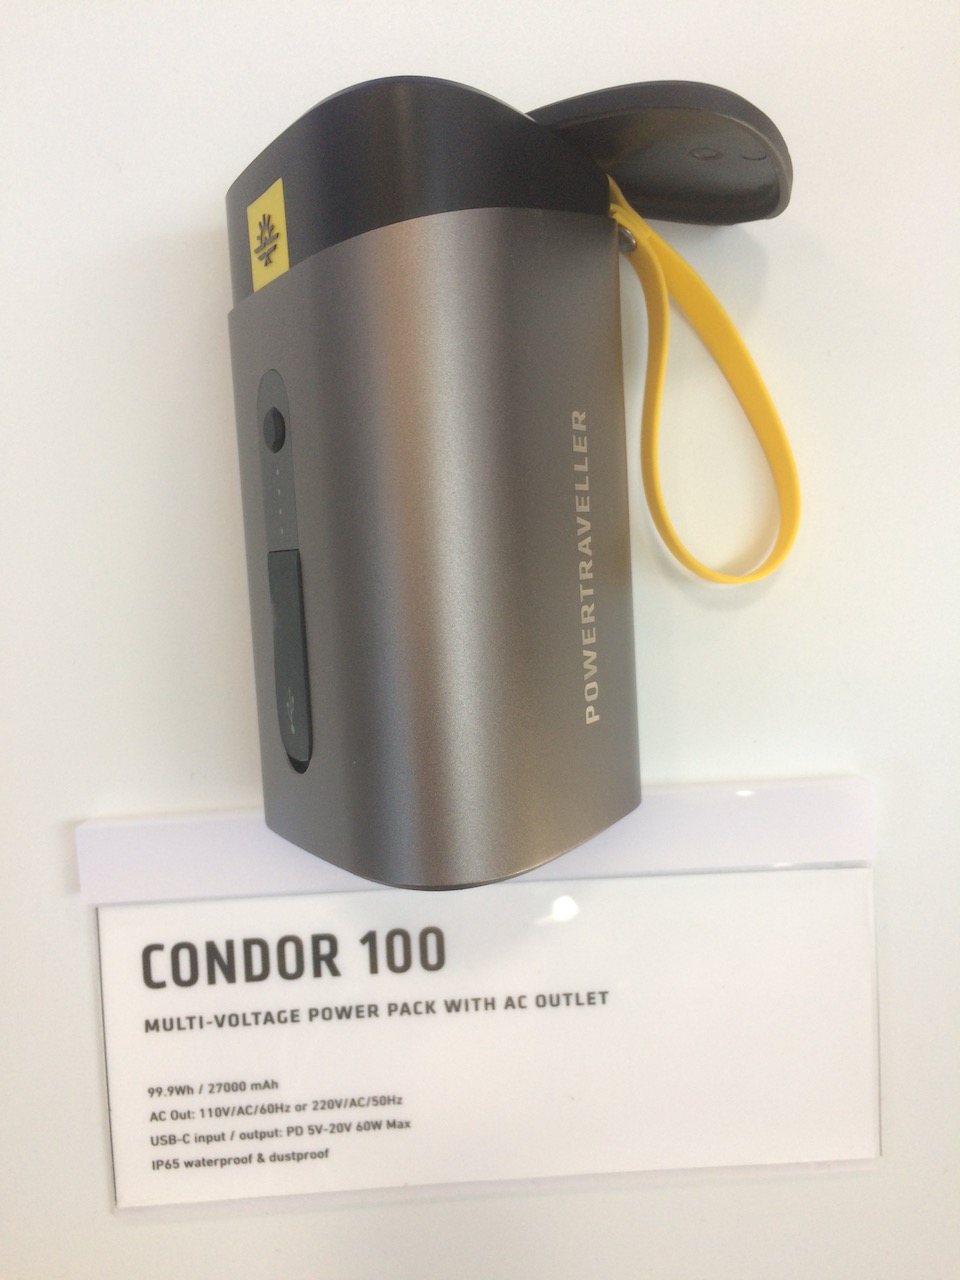 POWERTRAVELLER
CONDOR 100
MULTI-VOLTAGE POWER PACK WITH AC OUTLET
99.9Wh / 27000 mAh
AC Out: 110V/AC/60Hz or 220V/AC/50Hz
USB-C input / output: PD 5V-20V 60W Max
IP65 waterproof & dustproof